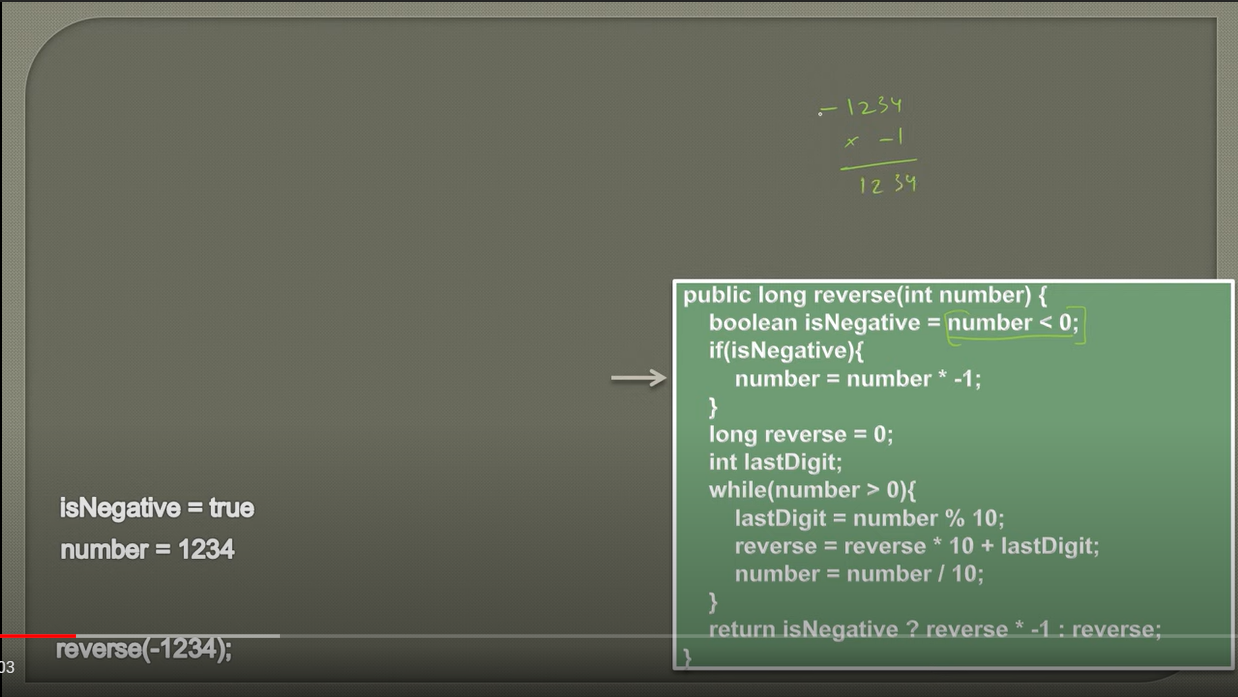 -1234
x -1
1234
public long reverse(int number) {
boolean isNegative = number < 0;
if(isNegative){
number = number * -1;
}
long reverse = 0;
int lastDigit;
while(number > 0){
lastDigit = number % 10;
reverse = reverse * 10 + lastDigit;
number = number / 10;
}
return isNegative ? reverse * -1 : reverse;
}
isNegative = true
number = 1234
reverse(-1234);
03